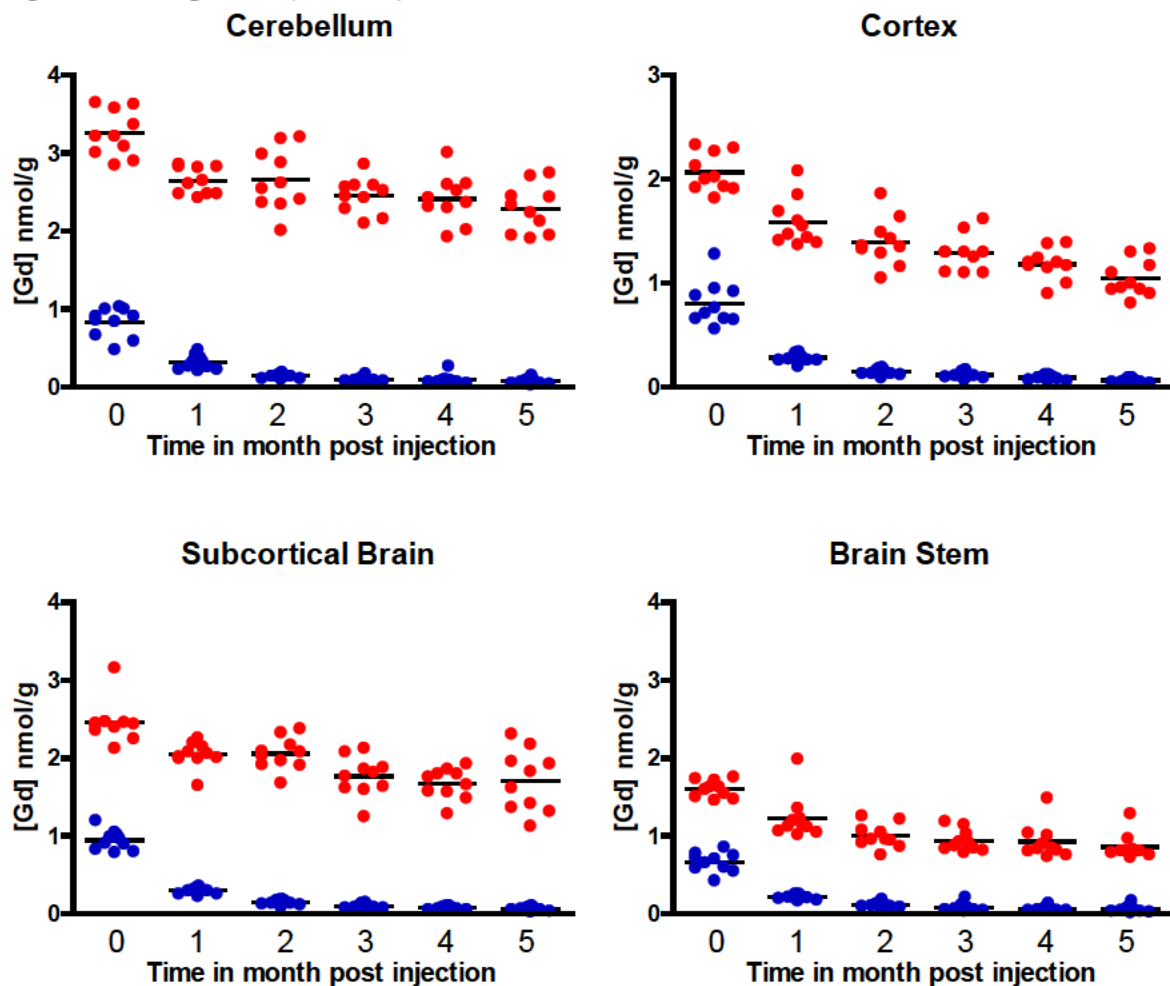 Cerebellum
[Gd] nmol/g
4
3
2
1
0
0 1 2 3 4 5
Time in month post injection
Cortex
[Gd] nmol/g
3
2
1
0
0 1 2 3 4 5
Time in month post injection
Subcortical Brain
[Gd] nmol/g
4
3
2
1
0
0 1 2 3 4 5
Time in month post injection
Brain Stem
[Gd] nmol/g
4
3
2
1
0
0 1 2 3 4 5
Time in month post injection